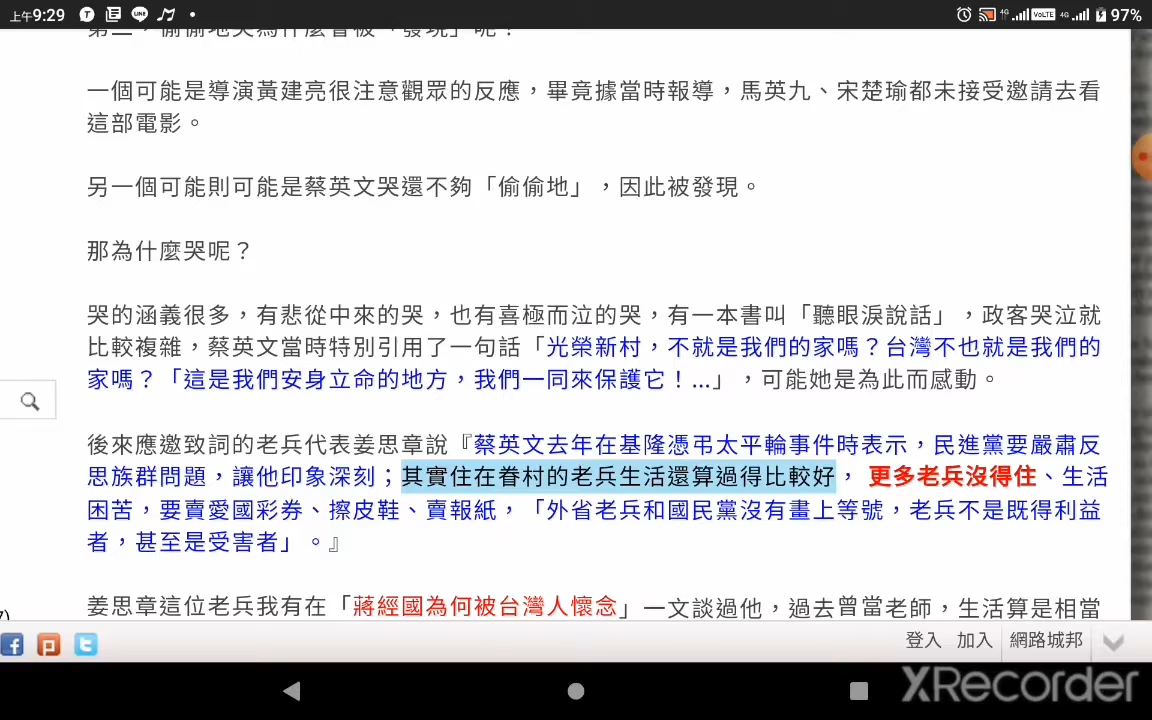 上午9:29
4G
VoLTE
4G
97%
一個可能是導演黃建亮很注意觀眾的反應，畢竟據當時報導，馬英九、宋楚瑜都未接受邀請去看
這部電影。
另一個可能則可能是蔡英文哭還不夠「偷偷地」，因此被發現。
那為什麼哭呢？
哭的涵義很多，有悲從中來的哭，也有喜極而泣的哭，有一本書叫「聽眼淚說話」，政客哭泣就
比較複雜，蔡英文當時特別引用了一句話「光榮新村，不就是我們的家嗎？台灣不也就是我們的
家嗎？「這是我們安身立命的地方，我們一同來保護它！...」，可能她是為此而感動。
後來應邀致詞的老兵代表姜思章說『蔡英文去年在基隆憑弔太平輪事件時表示，民進黨要嚴肅反
思族群問題，讓他印象深刻；其實住在眷村的老兵生活還算過得比較好， 更多老兵沒得住、生活
困苦，要賣愛國彩券、擦皮鞋、賣報紙，「外省老兵和國民黨沒有畫上等號，老兵不是既得利益
者，甚至是受害者」。』
姜思章這位老兵我有在「蔣經國為何被台灣人懷念」一文談過他，過去曾當老師，生活算是相當
登入 加入 網路城邦
XRecorder